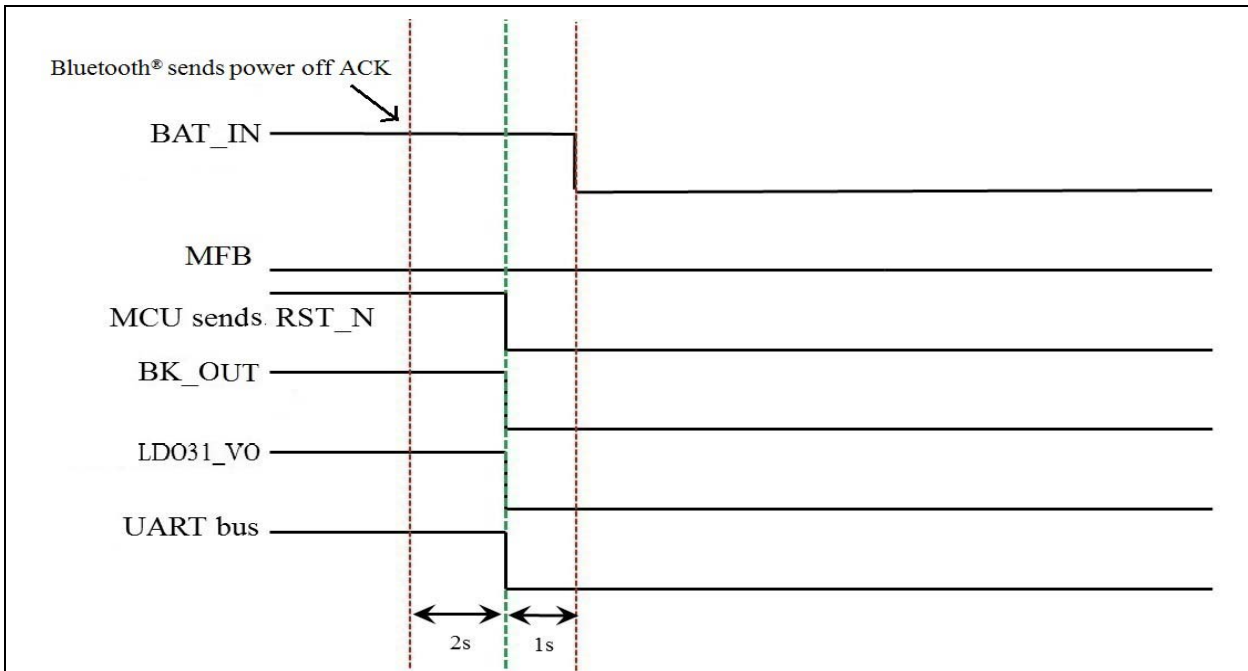 Bluetooth® sends power off ACK
BAT_IN
MFB
MCU sends. RST_N
BK_OUT
LDO31_VO
UART bus
2s
1s